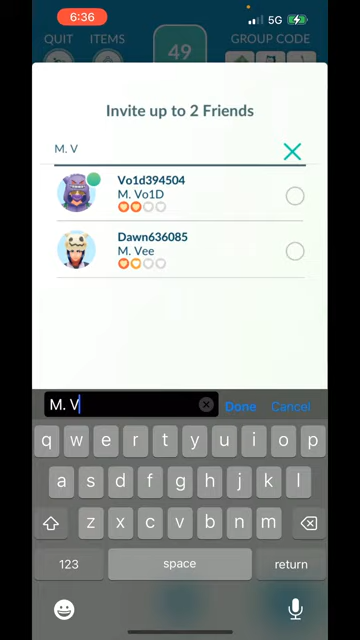 6:36
5G
QUIT
ITEMS
49
GROUP CODE
Invite up to 2 Friends
M. V
Vo1d394504
M. Vo1D
Dawn636085
M. Vee
M. V
Done
Cancel
q w e r t y u i o p
a s d f g h j k l
z x c v b n m
123
space
return